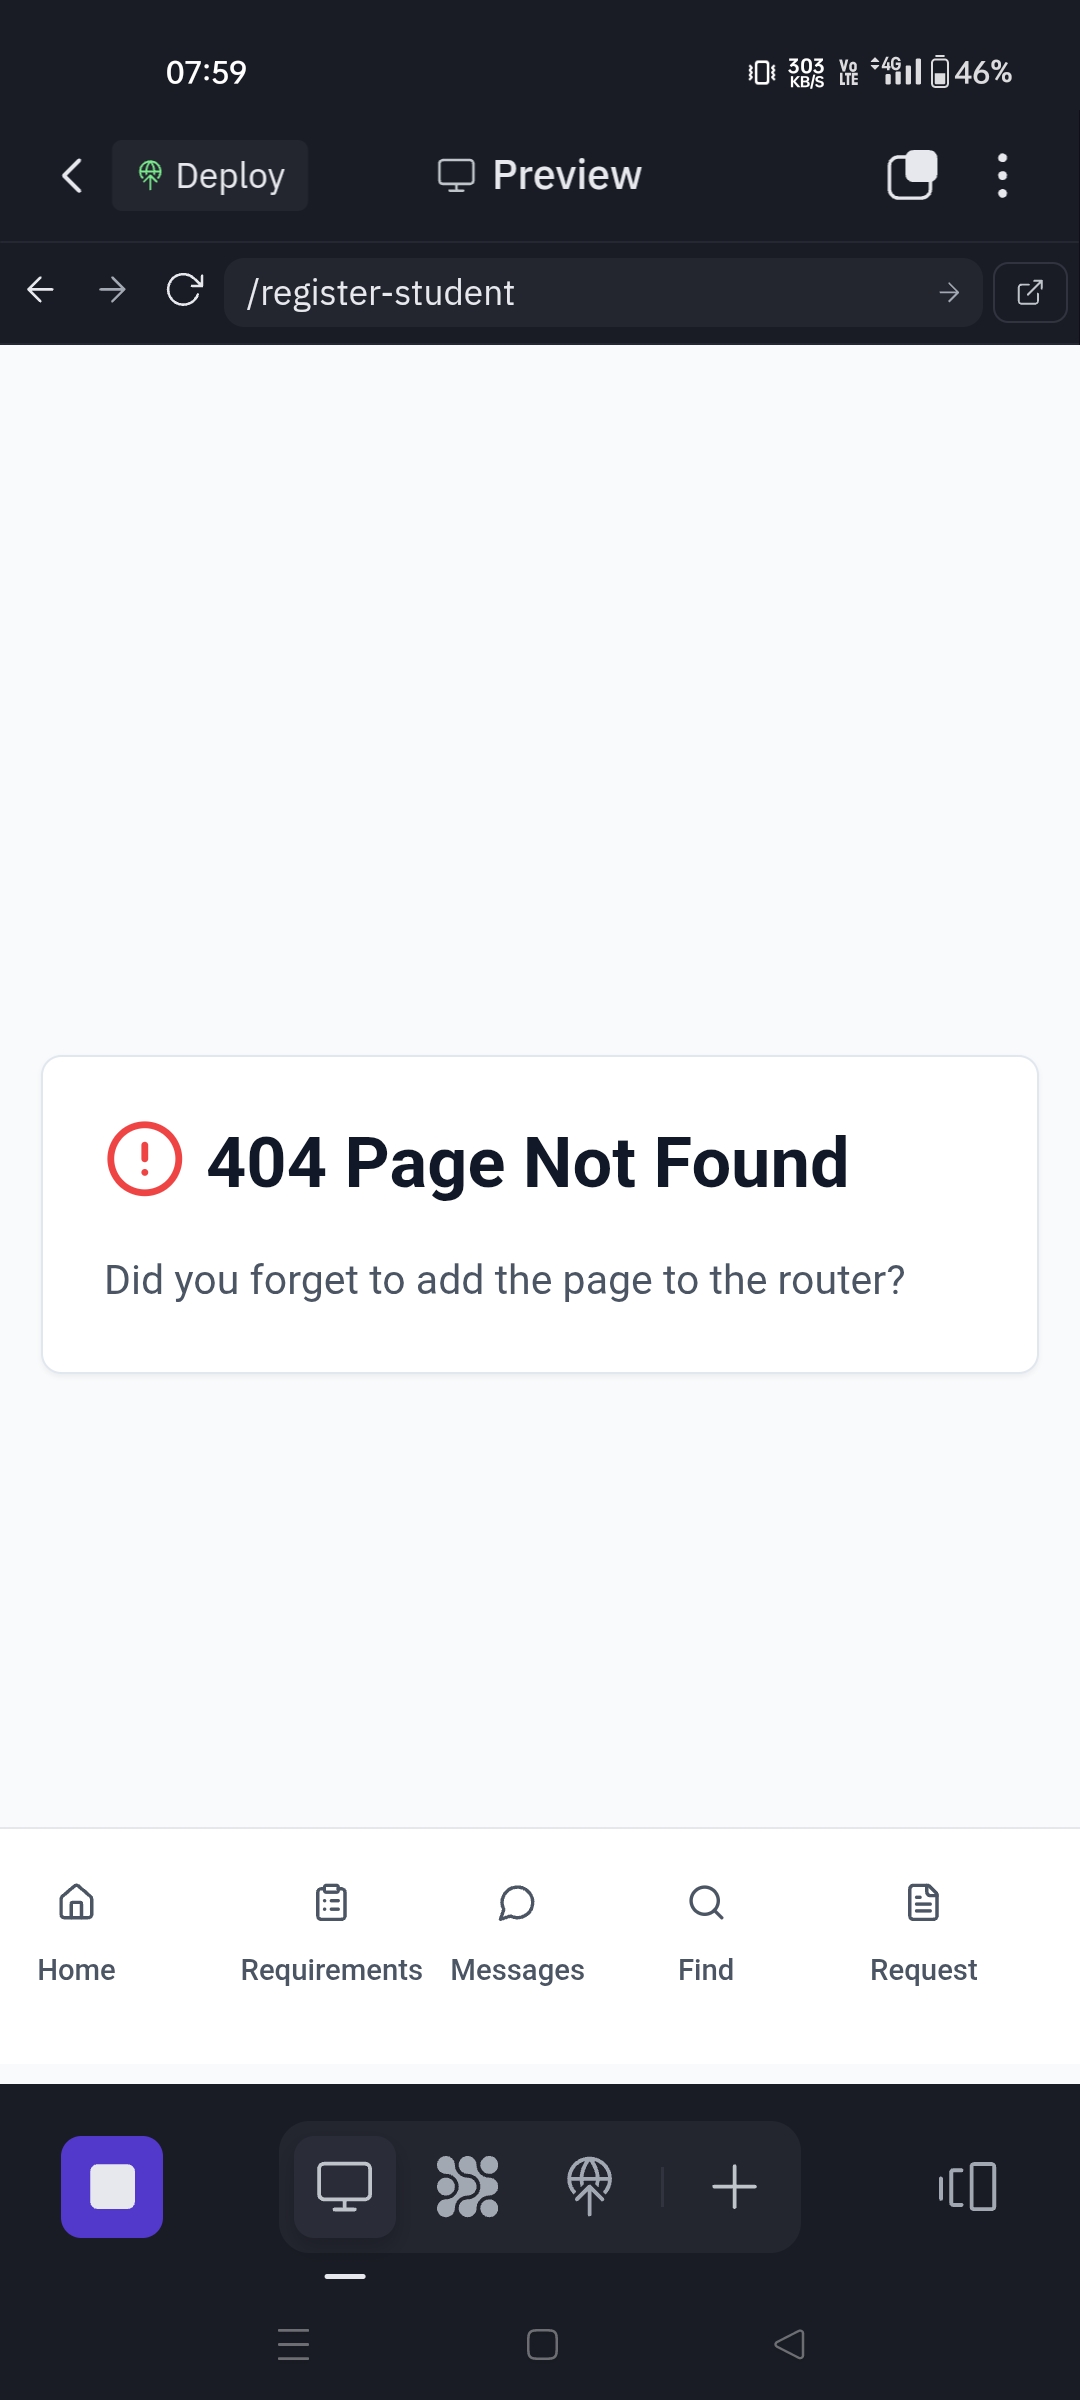 07:59
303
KB/S
Vo
LTE
4G
46%
Deploy
Preview
/register-student
404 Page Not Found
Did you forget to add the page to the router?
Home
Requirements
Messages
Find
Request